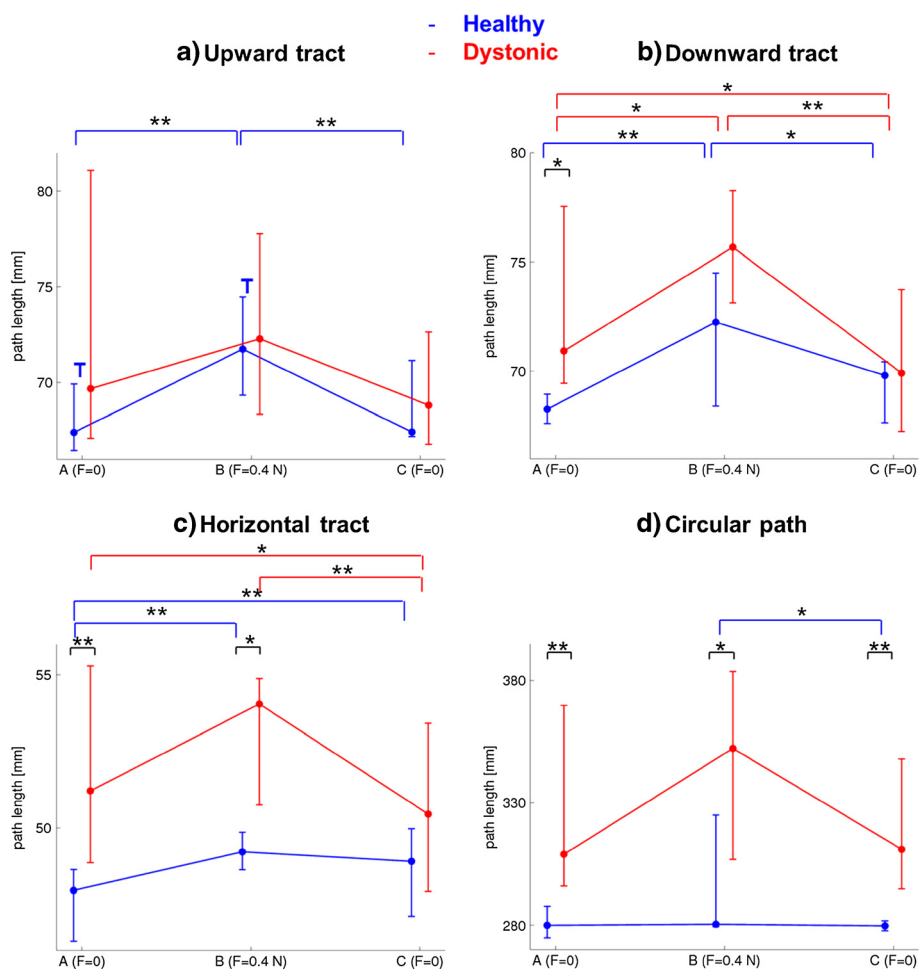 - Healthy
- Dystonic
a) Upward tract
** **
80
75
70
path length [mm]
T
T
A (F=0) B (F=0.4 N) C (F=0)
b) Downward tract
*
* **
** *
*
80
75
70
path length [mm]
A (F=0) B (F=0.4 N) C (F=0)
c) Horizontal tract
*
**
**
**
** *
55
50
path length [mm]
A (F=0) B (F=0.4 N) C (F=0)
d) Circular path
*
** * **
380
330
280
path length [mm]
A (F=0) B (F=0.4 N) C (F=0)